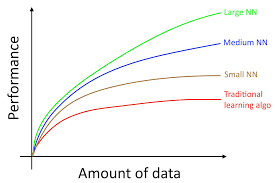 Large NN
Medium NN
Small NN
Traditional
learning algo
Performance
Amount of data